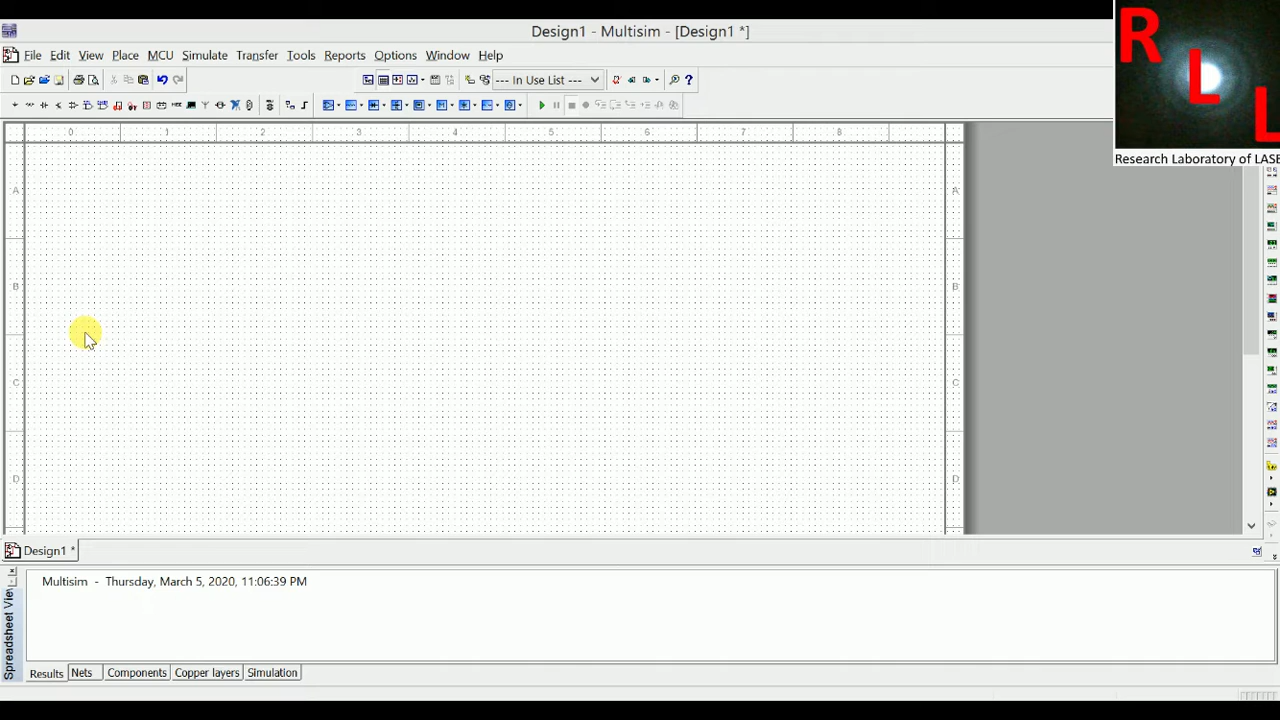 Design1 - Multisim - [Design1 *]
R
L
L
Research Laboratory of LASE
File Edit View Place MCU Simulate Transfer Tools Reports Options Window Help
--- In Use List ---
0 1 2 3 4 5 6 7 8
A A
B B
C C
D D
Design1 *
Multisim - Thursday, March 5, 2020, 11:06:39 PM
Spreadsheet Vie
Results Nets Components Copper layers Simulation